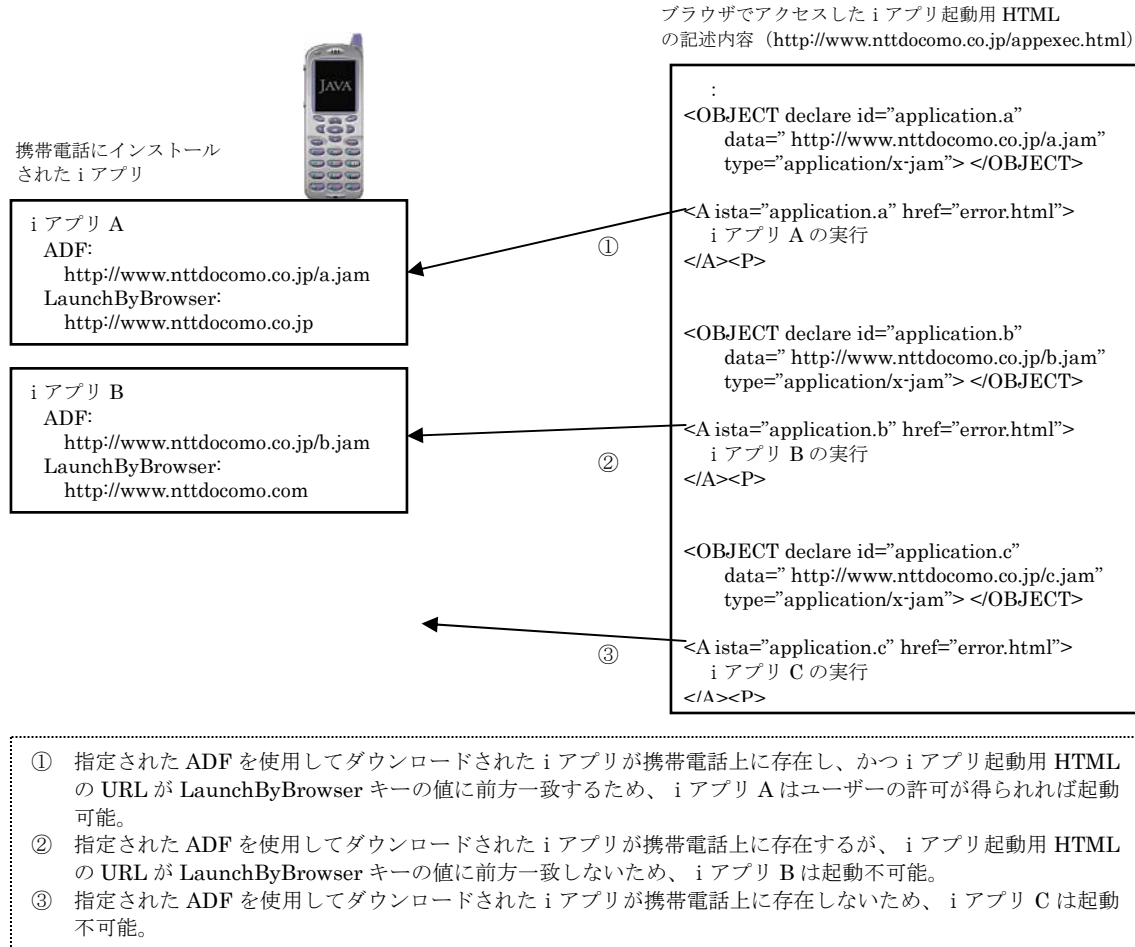 ブラウザでアクセスした i アプリ起動用 HTML
の記述内容（http://www.nttdocomo.co.jp/appexec.html）
JAVA
携帯電話にインストール
された i アプリ
i アプリ A
ADF:
http://www.nttdocomo.co.jp/a.jam
LaunchByBrowser:
http://www.nttdocomo.co.jp
i アプリ B
ADF:
http://www.nttdocomo.co.jp/b.jam
LaunchByBrowser:
http://www.nttdocomo.com
①
②
③
:
<OBJECT declare id=”application.a”
data=” http://www.nttdocomo.co.jp/a.jam”
type=”application/x-jam”> </OBJECT>
<A ista=”application.a” href=”error.html”>
i アプリ A の実行
</A><P>
<OBJECT declare id=”application.b”
data=” http://www.nttdocomo.co.jp/b.jam”
type=”application/x-jam”> </OBJECT>
<A ista=”application.b” href=”error.html”>
i アプリ B の実行
</A><P>
<OBJECT declare id=”application.c”
data=” http://www.nttdocomo.co.jp/c.jam”
type=”application/x-jam”> </OBJECT>
<A ista=”application.c” href=”error.html”>
i アプリ C の実行
</A><P>
① 指定された ADF を使用してダウンロードされた i アプリが携帯電話上に存在し、かつ i アプリ起動用 HTML
の URL が LaunchByBrowser キーの値に前方一致するため、 i アプリ A はユーザーの許可が得られれば起動
可能。
② 指定された ADF を使用してダウンロードされた i アプリが携帯電話上に存在するが、 i アプリ起動用 HTML
の URL が LaunchByBrowser キーの値に前方一致しないため、 i アプリ B は起動不可能。
③ 指定された ADF を使用してダウンロードされた i アプリが携帯電話上に存在しないため、 i アプリ C は起動
不可能。